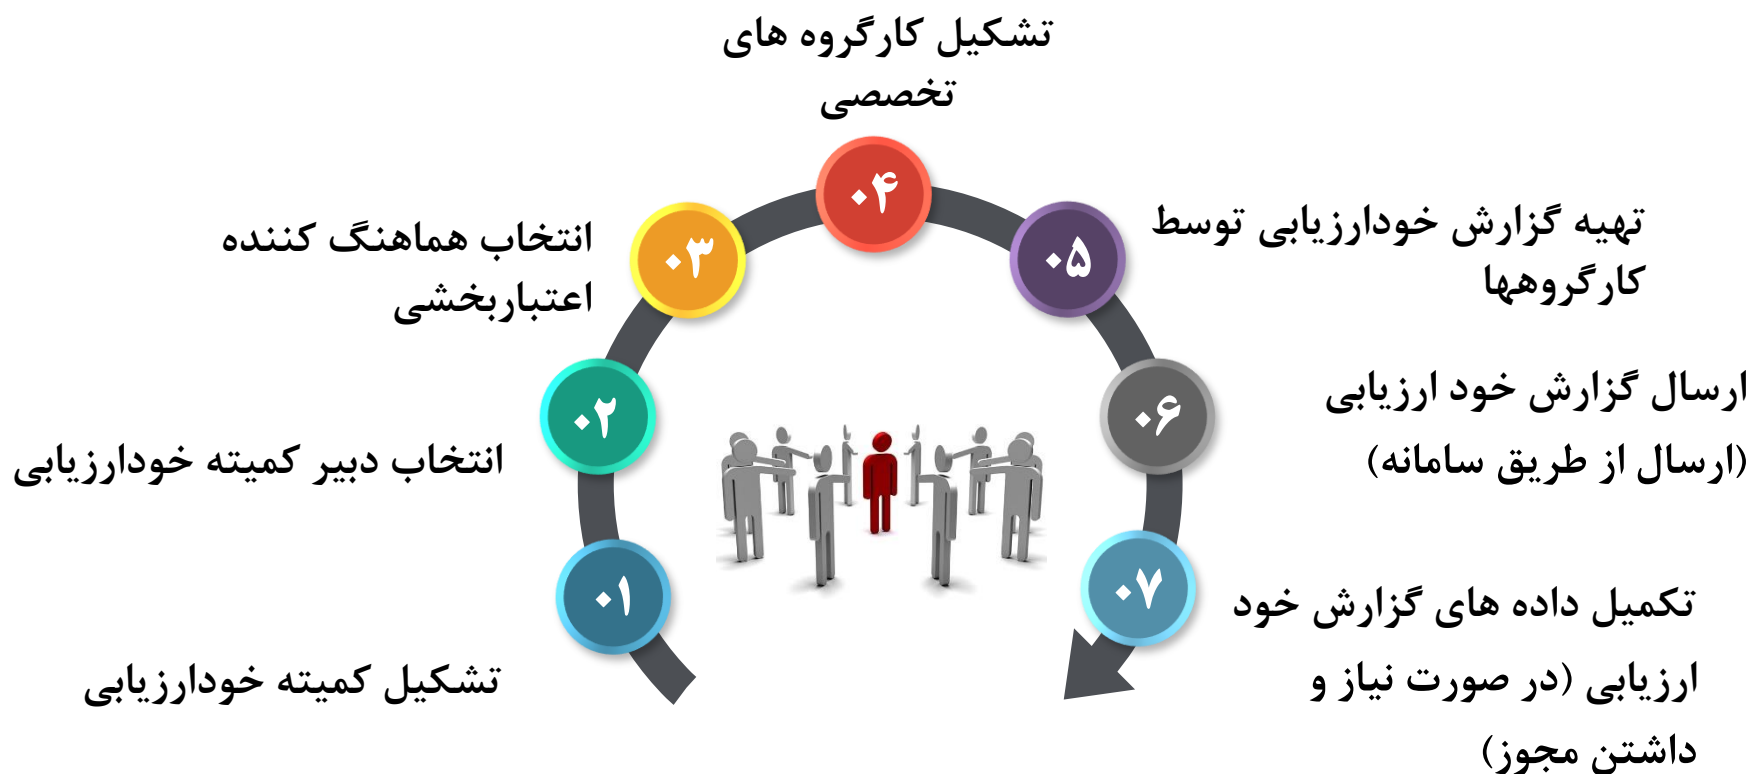 تشکیل کارگروه های
تخصصی
۰۴
۰۳
انتخاب هماهنگ کننده
اعتباربخشی
۰۲
انتخاب دبیر کمیته خودارزیابی
۰۱
تشکیل کمیته خودارزیابی
۰۵
تهیه گزارش خودارزیابی توسط
کارگروهها
۰۶
ارسال گزارش خود ارزیابی
(ارسال از طریق سامانه)
۰۷
تکمیل داده های گزارش خود
ارزیابی (در صورت نیاز و
داشتن مجوز)